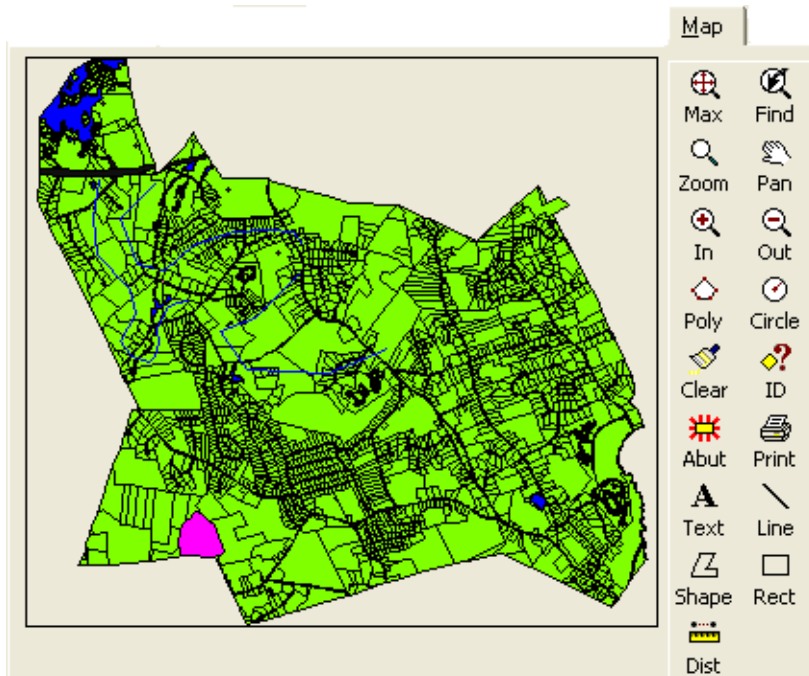 Map
Max Find
Zoom Pan
In Out
Poly Circle
Clear ID
Abut Print
Text Line
Shape Rect
Dist